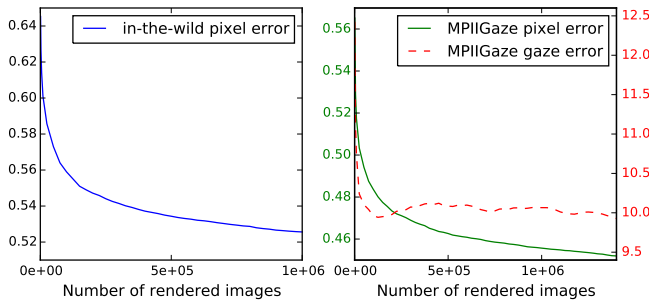 in-the-wild pixel error
0.64
0.62
0.60
0.58
0.56
0.54
0.52
0e+00
5e+05
1e+06
Number of rendered images
MPIIGaze pixel error
MPIIGaze gaze error
0.56
0.54
0.52
0.50
0.48
0.46
12.5
12.0
11.5
11.0
10.5
10.0
9.5
0e+00
5e+05
1e+06
Number of rendered images